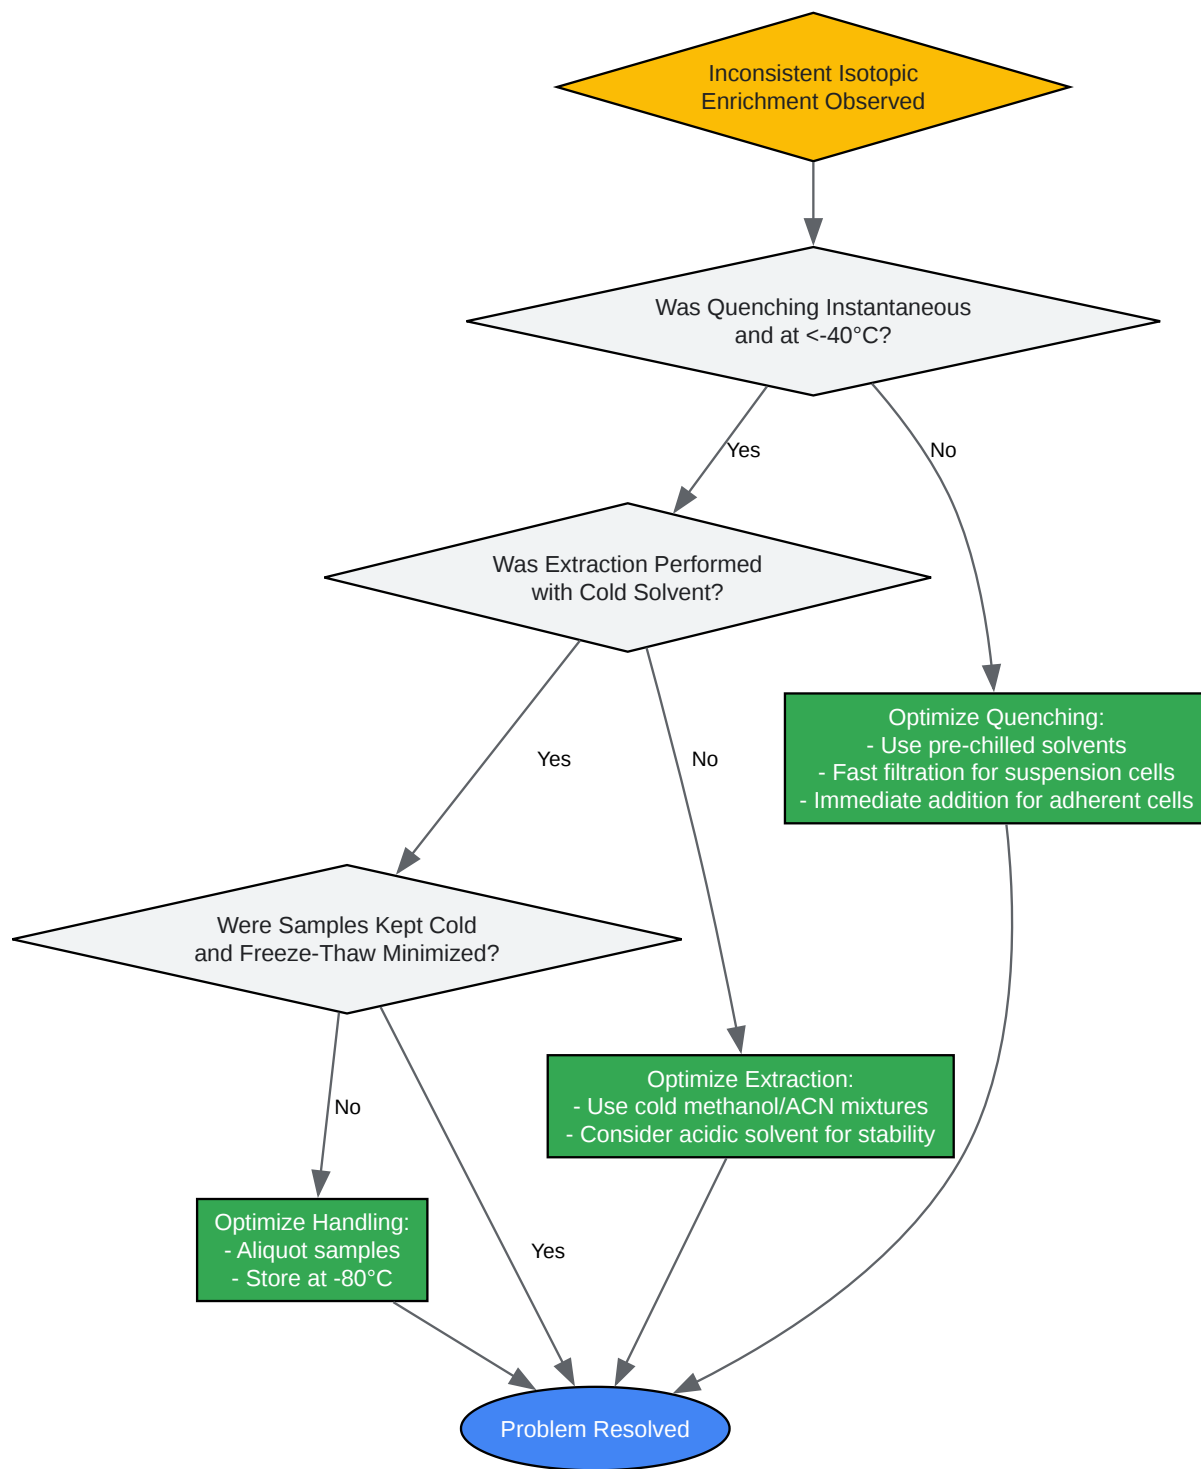 Inconsistent Isotopic
Enrichment Observed
Was Quenching Instantaneous
and at <-40°C?
Yes
No
Was Extraction Performed
with Cold Solvent?
Optimize Quenching:
- Use pre-chilled solvents
- Fast filtration for suspension cells
- Immediate addition for adherent cells
Yes
No
Were Samples Kept Cold
and Freeze-Thaw Minimized?
Optimize Extraction:
- Use cold methanol/ACN mixtures
- Consider acidic solvent for stability
No
Optimize Handling:
- Aliquot samples
- Store at -80°C
Yes
Problem Resolved